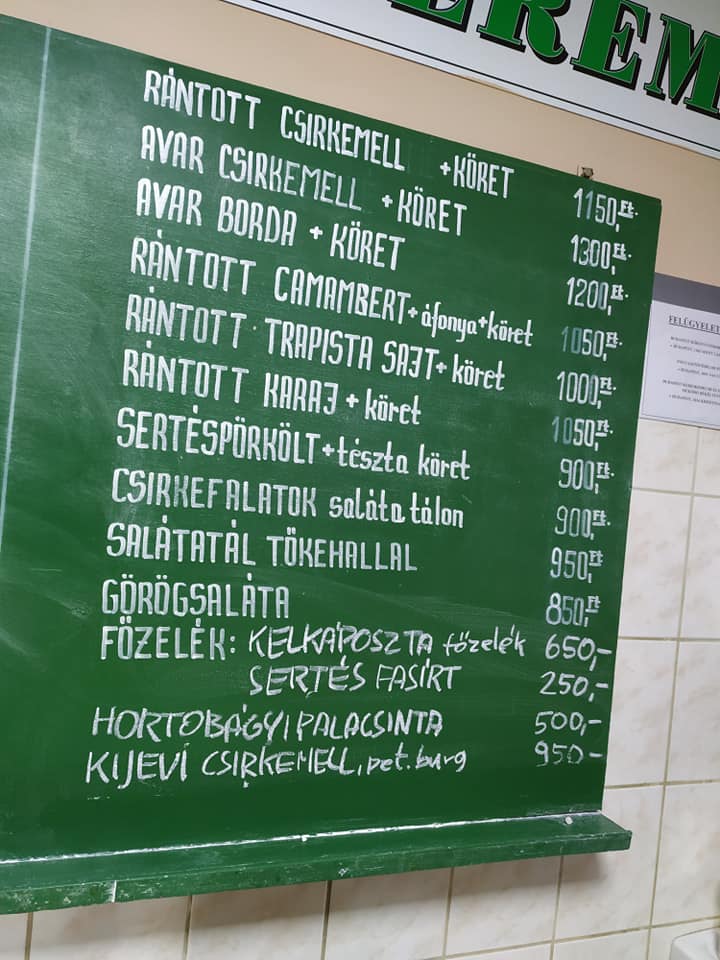 EREM
RÁNTOTT CSIRKEMELL +KÖRET 1150,Ft.
AVAR CSIRKEMELL +KÖRET 1300,Ft.
AVAR BORDA + KÖRET 1200,Ft.
RÁNTOTT CAMAMBERT+áfonya+köret 1050,Ft.
RÁNTOTT TRAPISTA SAJT+ köret 1000,Ft.
RÁNTOTT KARAJ + köret 1050,Ft.
SERTÉSPÖRKÖLT+tészta köret 900,Ft.
CSIRKEFALATOK saláta tálon 900,Ft.
SALÁTATÁL TŐKEHALLAL 950,Ft
GÖRÖGSALÁTA 850,Ft
FŐZELÉK: KELKÁPOSZTA főzelék 650,-
SERTÉS FASÍRT 250,-
HORTOBÁGYI PALACSINTA 500,-
KIJEVI CSIRKEMELL, pet. burg 950-
FELÜGYELET